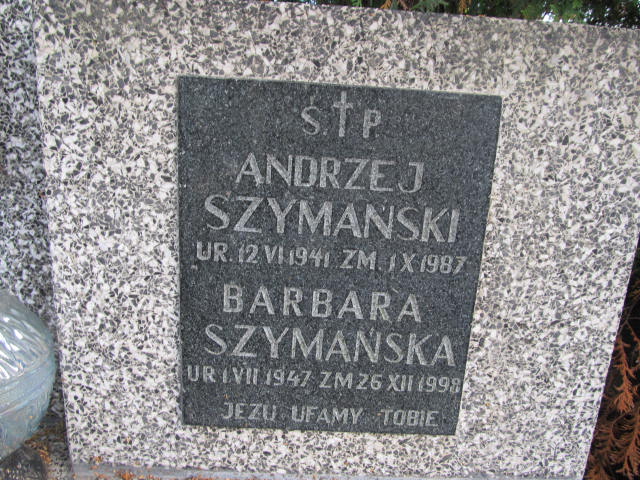 Ś.†P.
ANDRZEJ
SZYMAŃSKI
UR. 12 VI 1941 ZM. 1 X 1987
BARBARA
SZYMAŃSKA
UR 1 VII 1947 ZM 26 XII 1998
JEZU UFAMY TOBIE